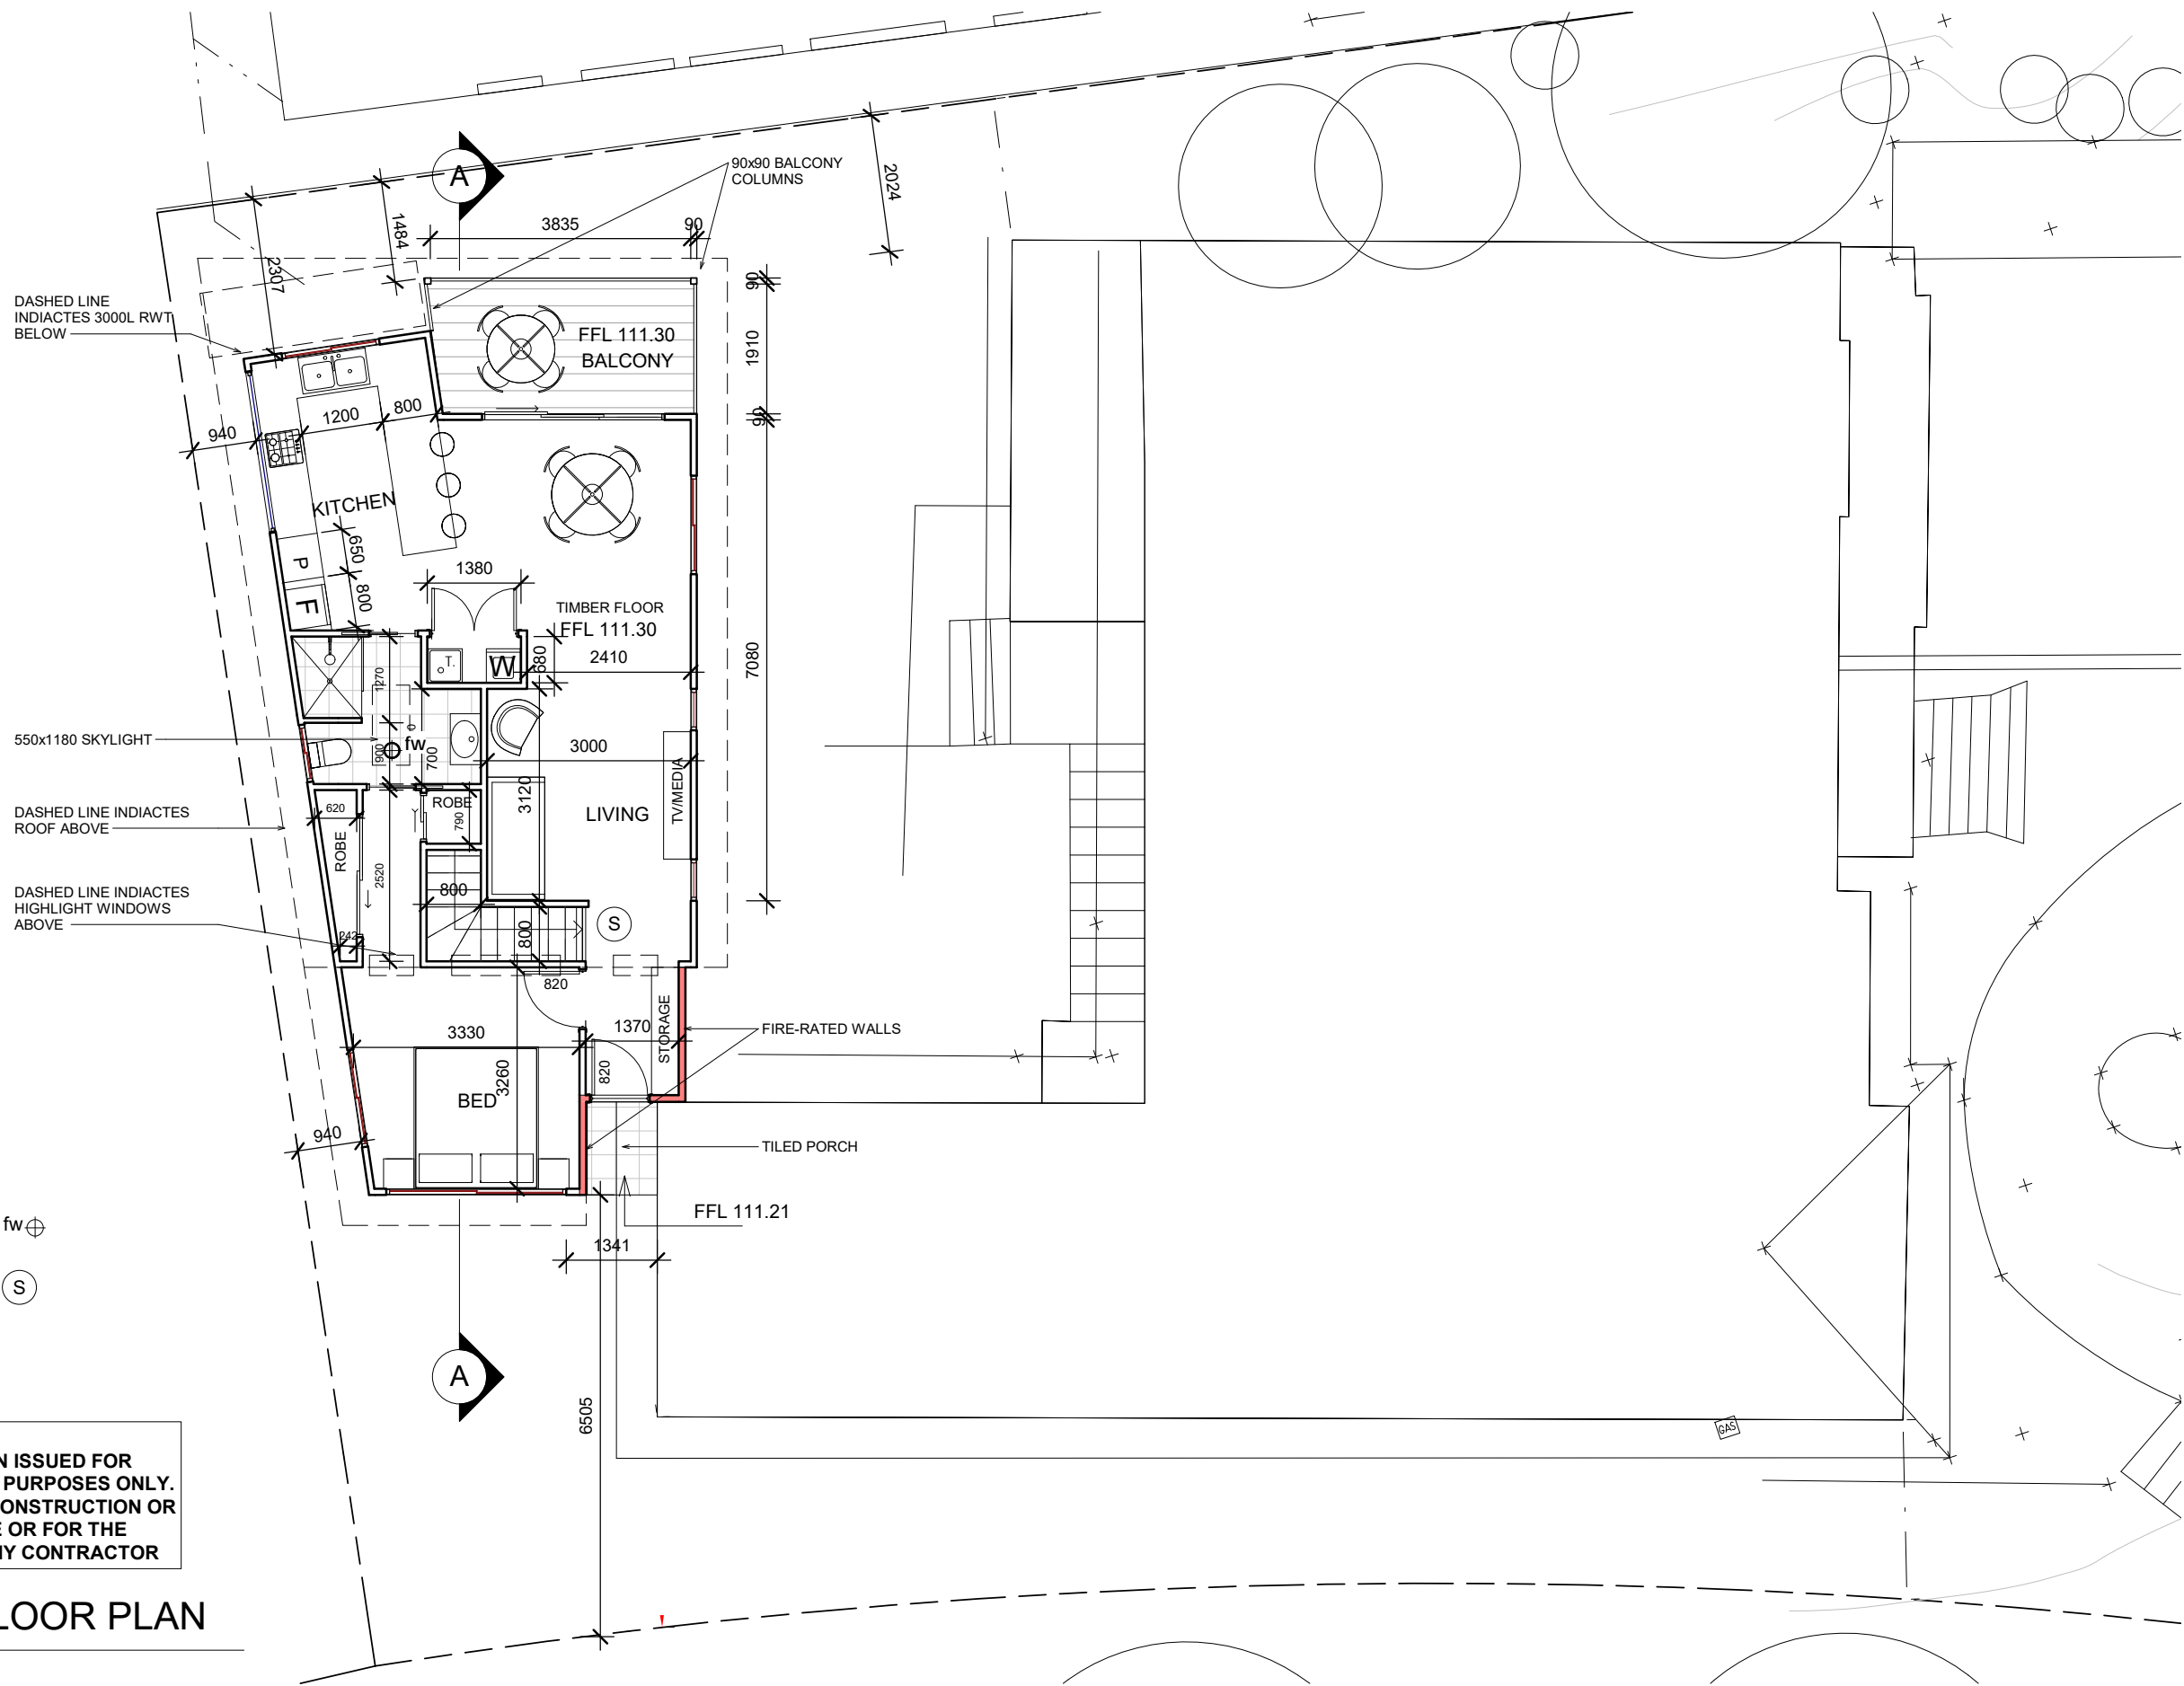 A
90x90 BALCONY
COLUMNS
2024
1484
3835
90
2307
90
DASHED LINE
INDIACTES 3000L RWT
BELOW
FFL 111.30
BALCONY
1910
90
1200
800
940
KITCHEN
650
P
1380
800
F
TIMBER FLOOR
FFL 111.30
T.
W
680
2410
7080
1270
550x1180 SKYLIGHT
fw
900
700
3000
TV/MEDIA
3120
LIVING
ROBE
790
620
DASHED LINE INDIACTES
ROOF ABOVE
ROBE
2520
800
DASHED LINE INDIACTES
HIGHLIGHT WINDOWS
ABOVE
S
800
242
820
STORAGE
3330
1370
FIRE-RATED WALLS
820
3260
BED
940
TILED PORCH
FFL 111.21
fw
1341
S
A
6505
GAS
N ISSUED FOR
PURPOSES ONLY.
ONSTRUCTION OR
E OR FOR THE
NY CONTRACTOR
LOOR PLAN